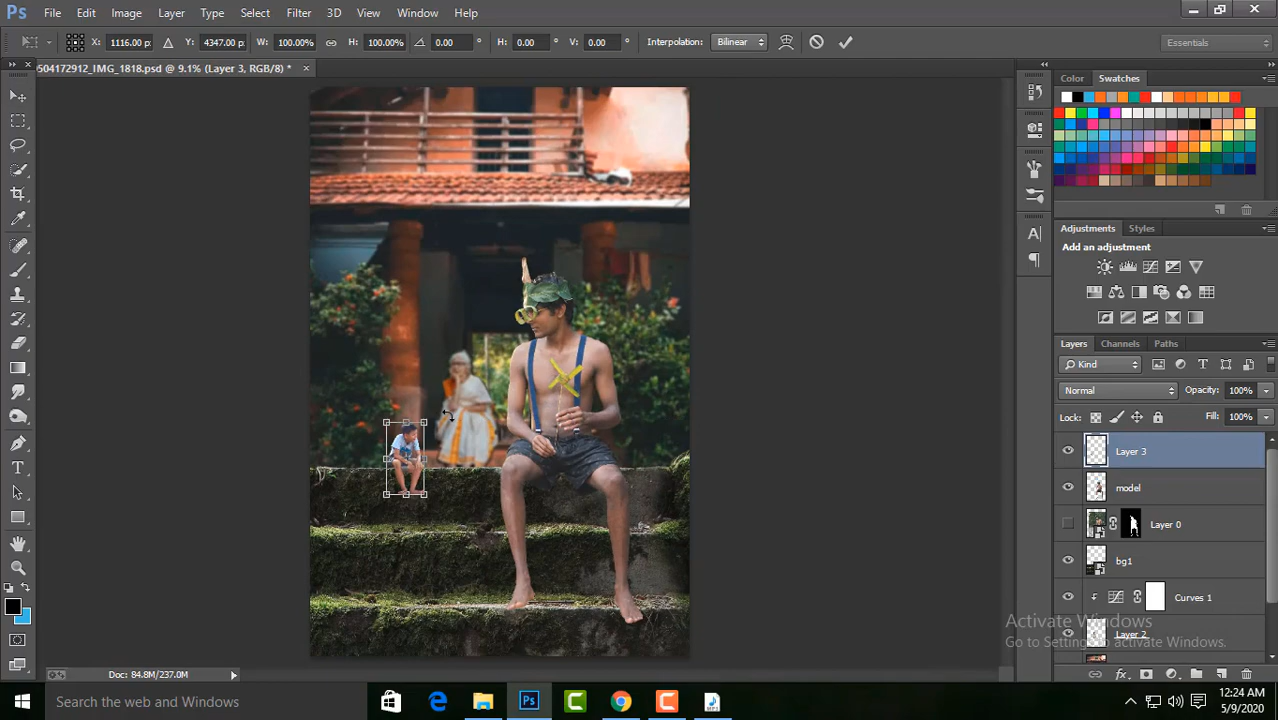 Ps File Edit Image Layer Type Select Filter 3D View Window Help
X: 1116.00 px Y: 4347.00 px W: 100.00% H: 100.00% 0.00 ° H: 0.00 ° V: 0.00 ° Interpolation: Bilinear Essentials
504172912_IMG_1818.psd @ 9.1% (Layer 3, RGB/8) *
Color Swatches
Adjustments Styles
Add an adjustment
Layers Channels Paths
Kind
Normal Opacity: 100%
Lock: Fill: 100%
Layer 3
model
Layer 0
bg1
Curves 1
Layer 2
Activate Windows
Go to Settings to activate Windows.
Doc: 84.8M/237.0M
Search the web and Windows
12:24 AM
5/9/2020